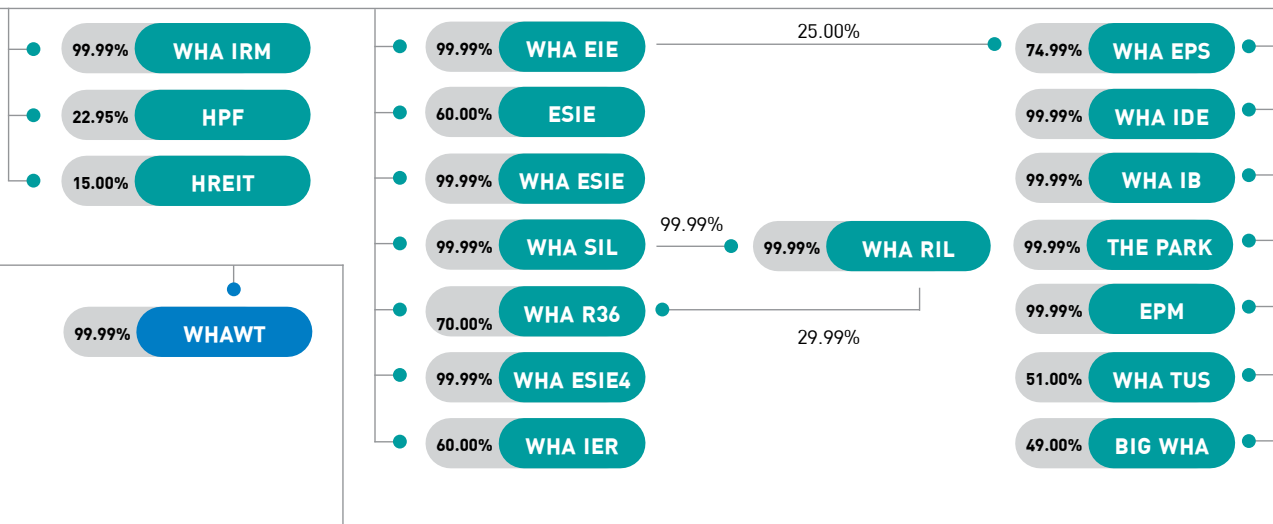 99.99% WHA IRM
22.95% HPF
15.00% HREIT
99.99% WHAWT
99.99% WHA EIE
25.00%
60.00% ESIE
99.99% WHA ESIE
99.99% WHA SIL
99.99%
99.99% WHA RIL
70.00% WHA R36
29.99%
99.99% WHA ESIE4
60.00% WHA IER
74.99% WHA EPS
99.99% WHA IDE
99.99% WHA IB
99.99% THE PARK
99.99% EPM
51.00% WHA TUS
49.00% BIG WHA